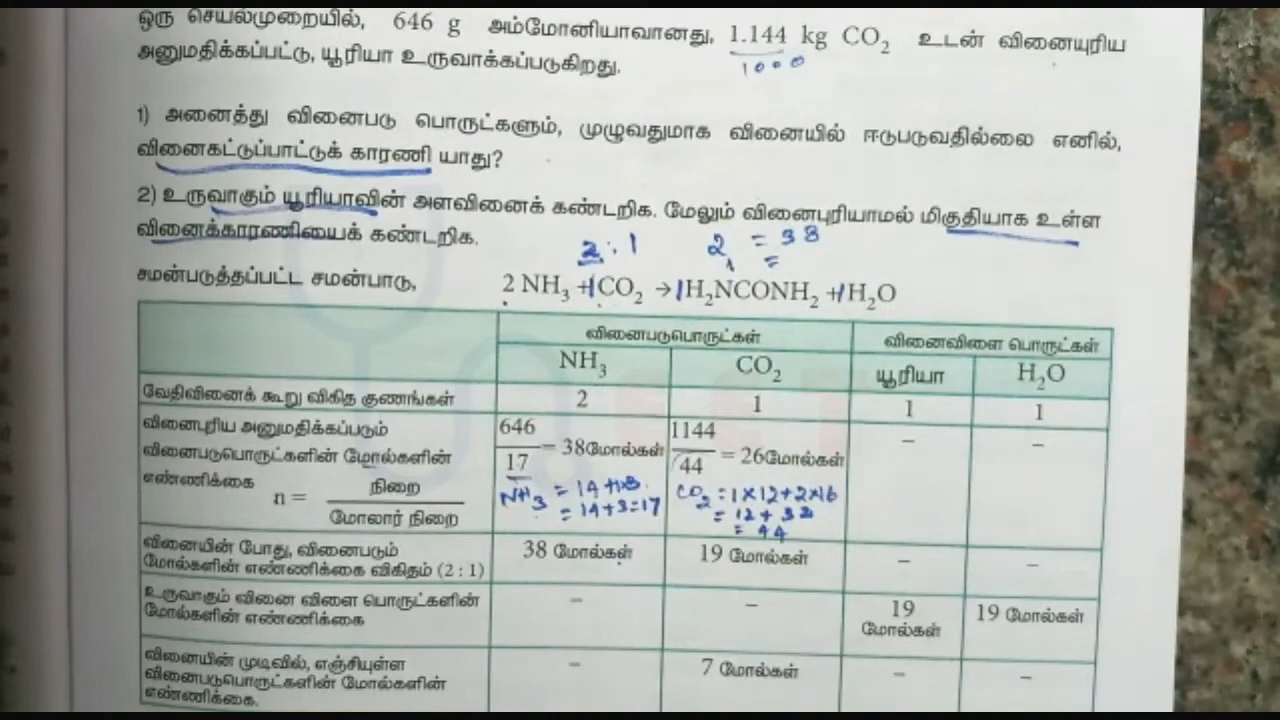 ஒரு செயல்முறையில், 646 g அம்மோனியாவானது, 1.144 kg CO₂ உடன் வினையுரிய
அனுமதிக்கப்பட்டு, யூரியா உருவாக்கப்படுகிறது.
1000
1) அனைத்து வினைபடு பொருட்களும், முழுவதுமாக வினையில் ஈடுபடுவதில்லை எனில்,
வினைகட்டுப்பாட்டுக் காரணி யாது?
2) உருவாகும் யூரியாவின் அளவினைக் கண்டறிக. மேலும் வினைபுரியாமல் மிகுதியாக உள்ள
வினைக்காரணியைக் கண்டறிக.
2 : 1 2 = 38
1 =
சமன்படுத்தப்பட்ட சமன்பாடு, 2 NH₃ + 1CO₂ → 1H₂NCONH₂ + 1H₂O
வினைபடுபொருட்கள் வினைவிளை பொருட்கள்
NH₃ CO₂ யூரியா H₂O
வேதிவினைக் கூறு விகித குணங்கள் 2 1 1 1
வினைபுரிய அனுமதிக்கப்படும் 646 1144 – –
வினைபடுபொருட்களின் மோல்களின் = 38மோல்கள் = 26மோல்கள்
எண்ணிக்கை 17 44
n = நிறை NH₃ = 14+1×3 CO₂ = 1×12+2×16
மோலார் நிறை = 14+3=17 = 12+32
= 44
வினையின் போது, வினைபடும் 38 மோல்கள் 19 மோல்கள் – –
மோல்களின் எண்ணிக்கை விகிதம் (2 : 1)
உருவாகும் வினை விளை பொருட்களின் – – 19 19 மோல்கள்
மோல்களின் எண்ணிக்கை மோல்கள்
வினையின் முடிவில், எஞ்சியுள்ள – 7 மோல்கள் – –
வினைபடுபொருட்களின் மோல்களின்
எண்ணிக்கை.